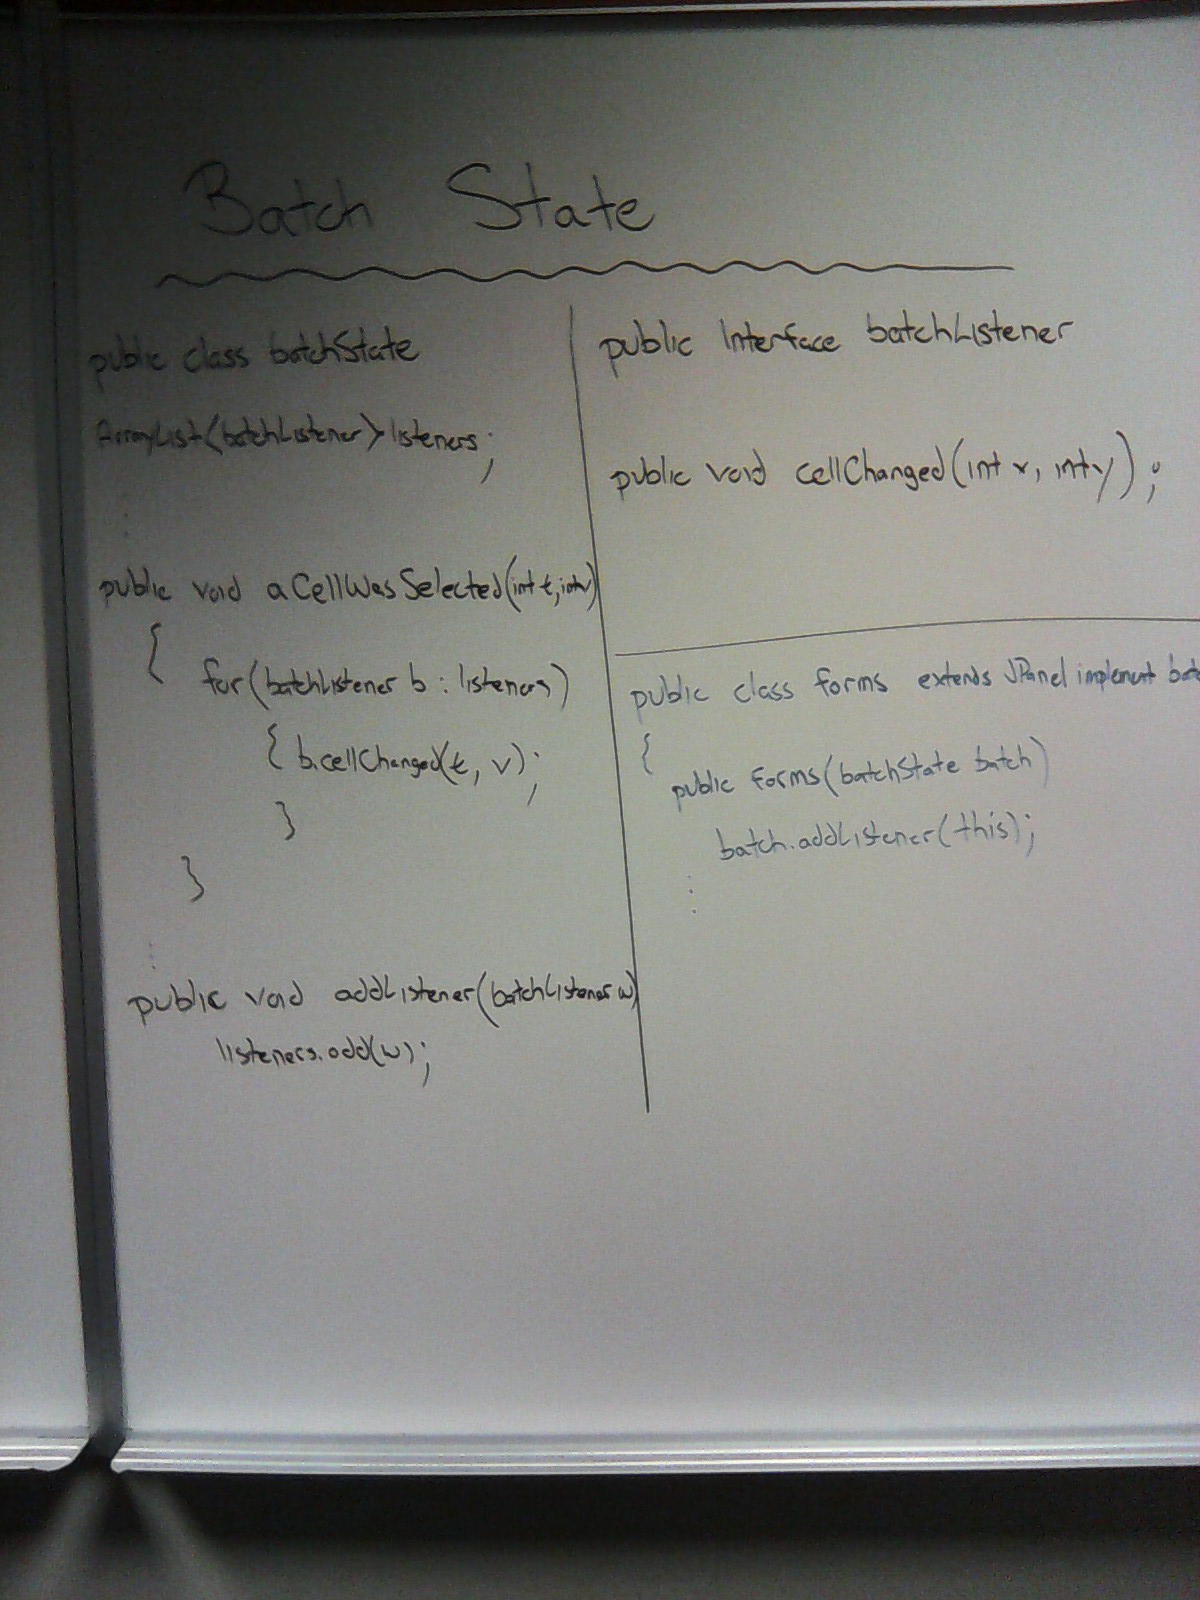 Batch State
public class batchState
ArrayList<batchListener> listeners;
public void aCellWasSelected(int t, int v)
{
for(batchListener b : listeners)
{ b.cellChanged(t, v);
}
}
public void addListener(batchListener w)
listeners.add(w);
public Interface batchListener
public void cellChanged(int x, int y);
public class forms extends JPanel implement batc
{
public forms(batchState batch)
batch.addListener(this);